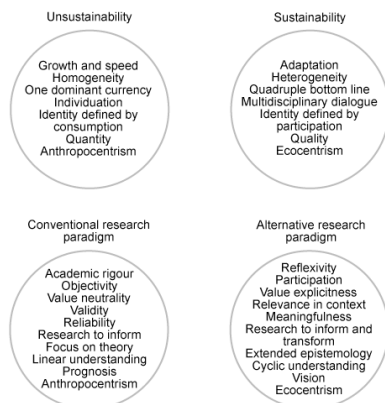 Unsustainability
Growth and speed
Homogeneity
One dominant currency
Individuation
Identity defined by
consumption
Quantity
Anthropocentrism
Sustainability
Adaptation
Heterogeneity
Quadruple bottom line
Multidisciplinary dialogue
Identity defined by
participation
Quality
Ecocentrism
Conventional research
paradigm
Academic rigour
Objectivity
Value neutrality
Validity
Reliability
Research to inform
Focus on theory
Linear understanding
Prognosis
Anthropocentrism
Alternative research
paradigm
Reflexivity
Participation
Value explicitness
Relevance in context
Meaningfulness
Research to inform and
transform
Extended epistemology
Cyclic understanding
Vision
Ecocentrism